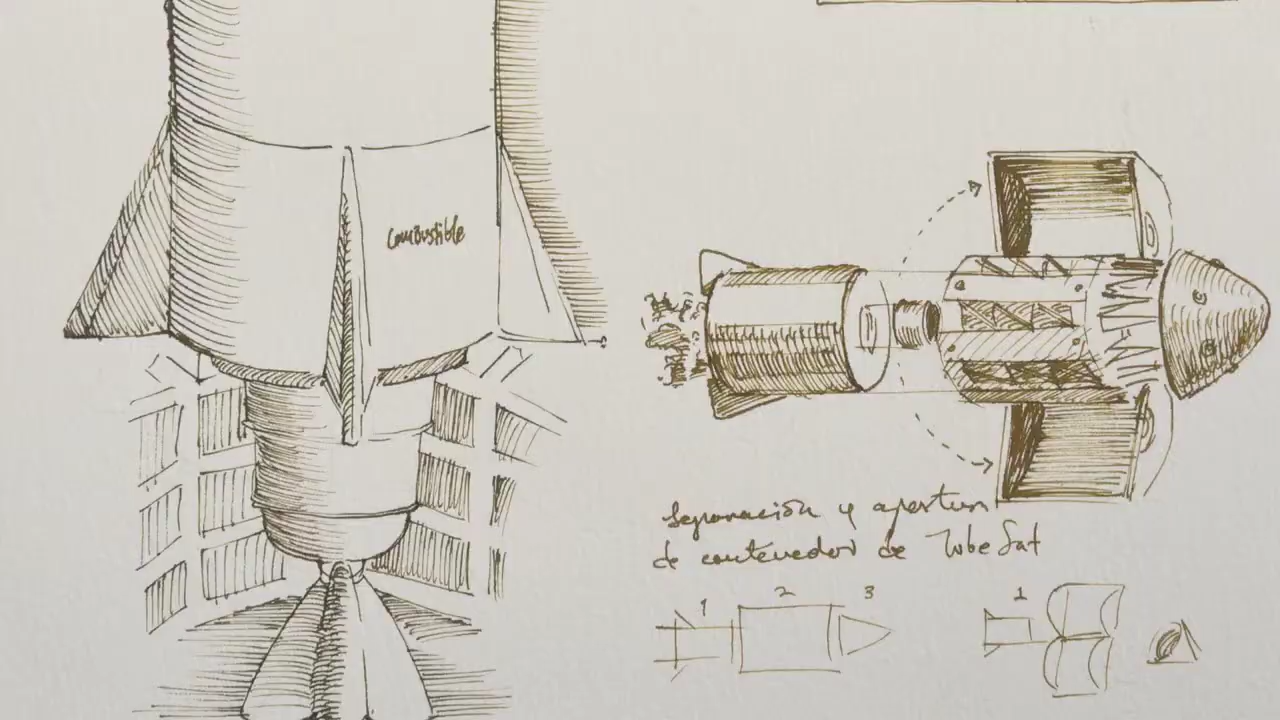 Combustible
Separación y apertura
de contenedor de TubeSat
1 2 3 1